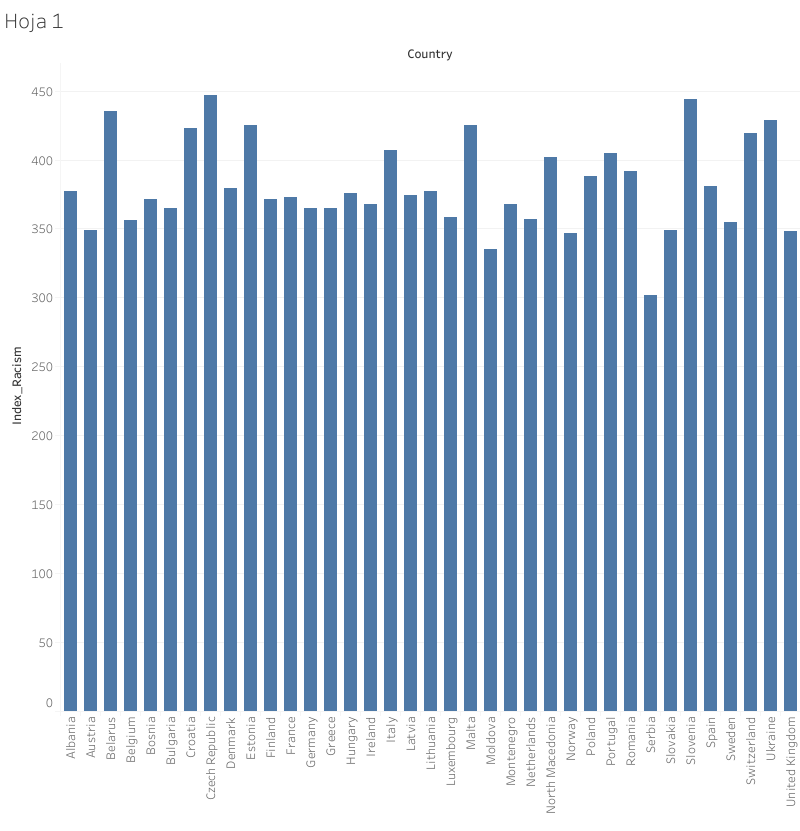 Hoja 1
Country
450
400
350
300
250
200
150
100
50
0
Index_Racism
Albania
Austria
Belarus
Belgium
Bosnia
Bulgaria
Croatia
Czech Republic
Denmark
Estonia
Finland
France
Germany
Greece
Hungary
Ireland
Italy
Latvia
Lithuania
Luxembourg
Malta
Moldova
Montenegro
Netherlands
North Macedonia
Norway
Poland
Portugal
Romania
Serbia
Slovakia
Slovenia
Spain
Sweden
Switzerland
Ukraine
United Kingdom